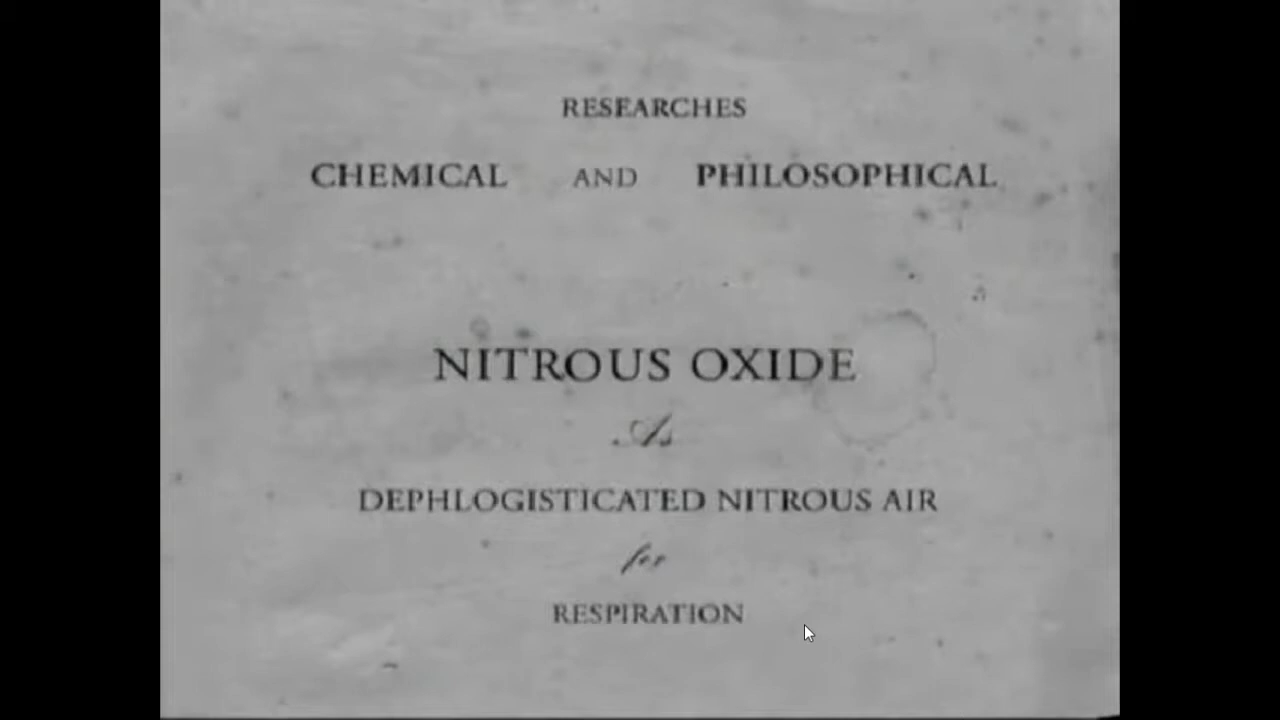 RESEARCHES
CHEMICAL AND PHILOSOPHICAL
NITROUS OXIDE
As
DEPHLOGISTICATED NITROUS AIR
for
RESPIRATION